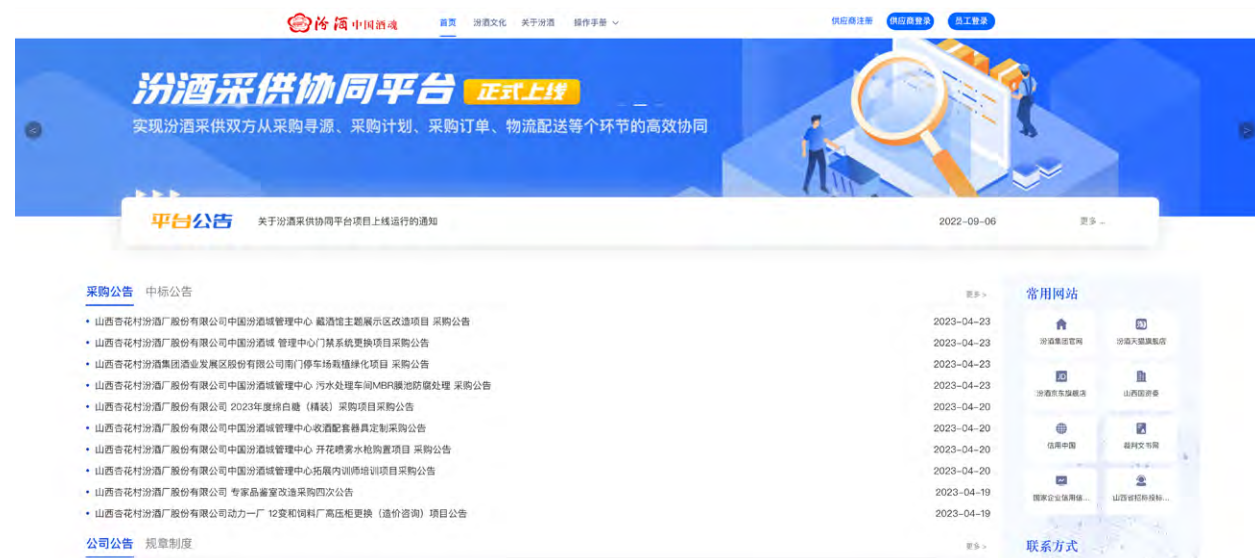 汾酒 中国酒魂 首页 汾酒文化 关于汾酒 操作手册 供应商注册 供应商登录 员工登录
汾酒采供协同平台 正式上线
实现汾酒采供双方从采购寻源、采购计划、采购订单、物流配送等个环节的高效协同
平台公告 关于汾酒采供协同平台项目上线运行的通知 2022-09-06 更多
采购公告 中标公告 更多>
• 山西杏花村汾酒厂股份有限公司中国汾酒城管理中心 藏酒馆主题展示区改造项目 采购公告 2023-04-23
• 山西杏花村汾酒厂股份有限公司中国汾酒城 管理中心门禁系统更换项目采购公告 2023-04-23
• 山西杏花村汾酒集团酒业发展区股份有限公司南门停车场栽植绿化项目 采购公告 2023-04-23
• 山西杏花村汾酒厂股份有限公司中国汾酒城管理中心 污水处理车间MBR膜池防腐处理 采购公告 2023-04-23
• 山西杏花村汾酒厂股份有限公司 2023年度绵白糖（精装）采购项目采购公告 2023-04-20
• 山西杏花村汾酒厂股份有限公司中国汾酒城管理中心收酒配套器具定制采购公告 2023-04-20
• 山西杏花村汾酒厂股份有限公司中国汾酒城管理中心 开花喷雾水枪购置项目 采购公告 2023-04-20
• 山西杏花村汾酒厂股份有限公司中国汾酒城管理中心拓展内训师培训项目采购公告 2023-04-20
• 山西杏花村汾酒厂股份有限公司 专家品鉴室改造采购四次公告 2023-04-19
• 山西杏花村汾酒厂股份有限公司动力一厂 12变和饲料厂高压柜更换（造价咨询）项目公告 2023-04-19
公司公告 规章制度 更多>
常用网站
汾酒集团官网 汾酒天猫旗舰店
汾酒京东旗舰店 山西国资委
信用中国 裁判文书网
国家企业信用信... 山西省招标投标...
联系方式